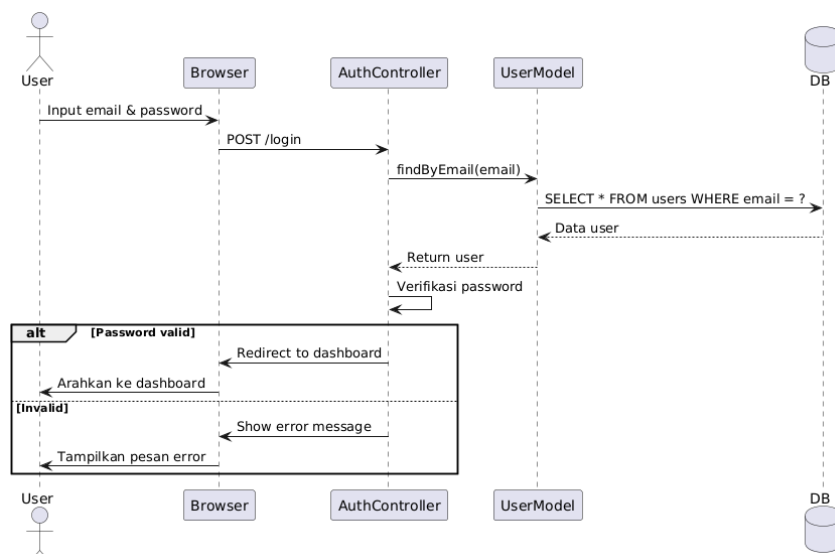 User
Browser
AuthController
UserModel
DB
Input email & password
POST /login
findByEmail(email)
SELECT * FROM users WHERE email = ?
Data user
Return user
Verifikasi password
alt
[Password valid]
Redirect to dashboard
Arahkan ke dashboard
[Invalid]
Show error message
Tampilkan pesan error
User
Browser
AuthController
UserModel
DB